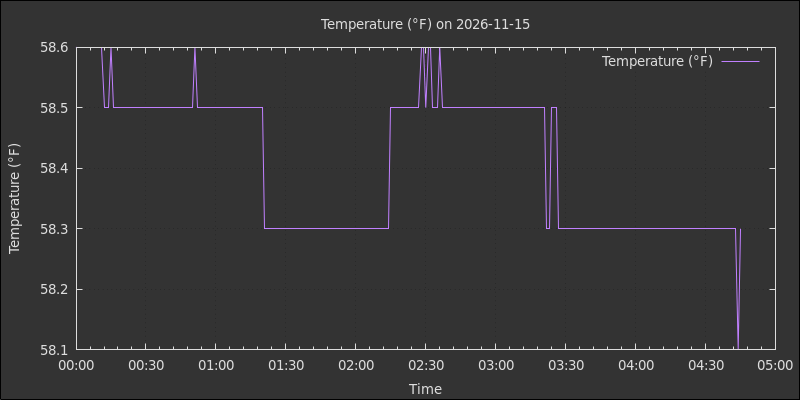 Temperature (°F) on 2026-11-15
Temperature (°F)
58.6
58.5
58.4
58.3
58.2
58.1
Temperature (°F)
00:00 00:30 01:00 01:30 02:00 02:30 03:00 03:30 04:00 04:30 05:00
Time